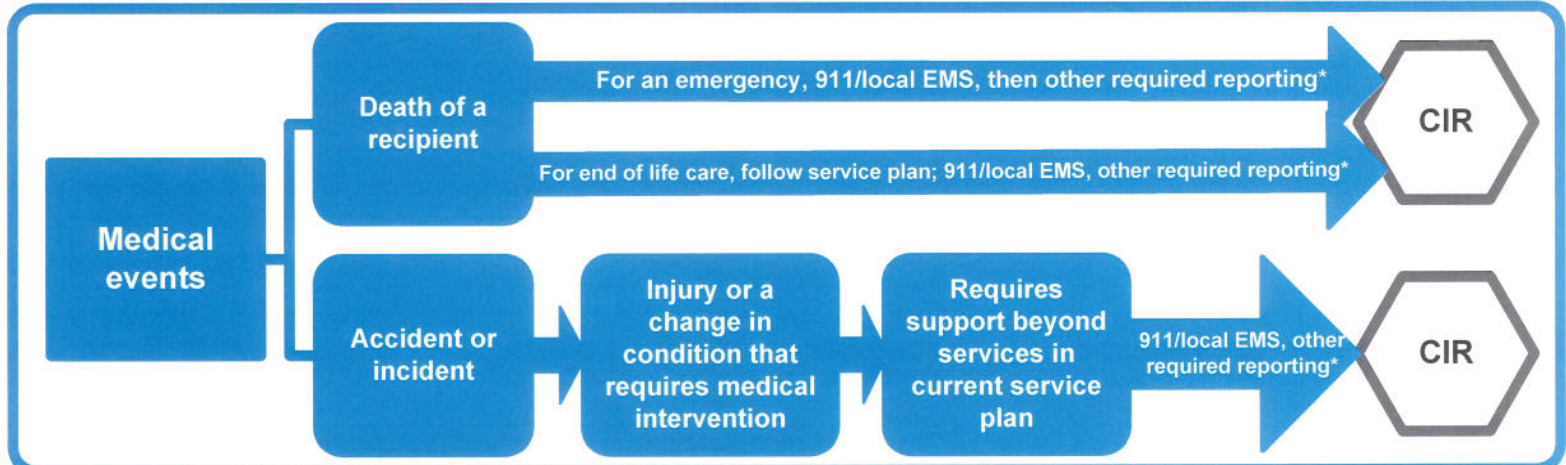 Medical
events
Death of a
recipient
For an emergency, 911/local EMS, then other required reporting*
For end of life care, follow service plan; 911/local EMS, other required reporting*
CIR
Accident or
incident
Injury or a
change in
condition that
requires medical
intervention
Requires
support beyond
services in
current service
plan
911/local EMS, other
required reporting*
CIR